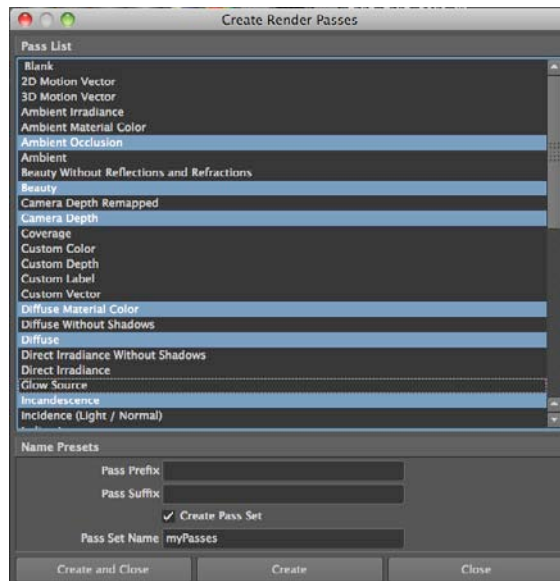 Create Render Passes
Pass List
Blank
2D Motion Vector
3D Motion Vector
Ambient Irradiance
Ambient Material Color
Ambient Occlusion
Ambient
Beauty Without Reflections and Refractions
Beauty
Camera Depth Remapped
Camera Depth
Coverage
Custom Color
Custom Depth
Custom Label
Custom Vector
Diffuse Material Color
Diffuse Without Shadows
Diffuse
Direct Irradiance Without Shadows
Direct Irradiance
Glow Source
Incandescence
Incidence (Light / Normal)
Name Presets
Pass Prefix
Pass Suffix
Create Pass Set
Pass Set Name myPasses
Create and Close Create Close